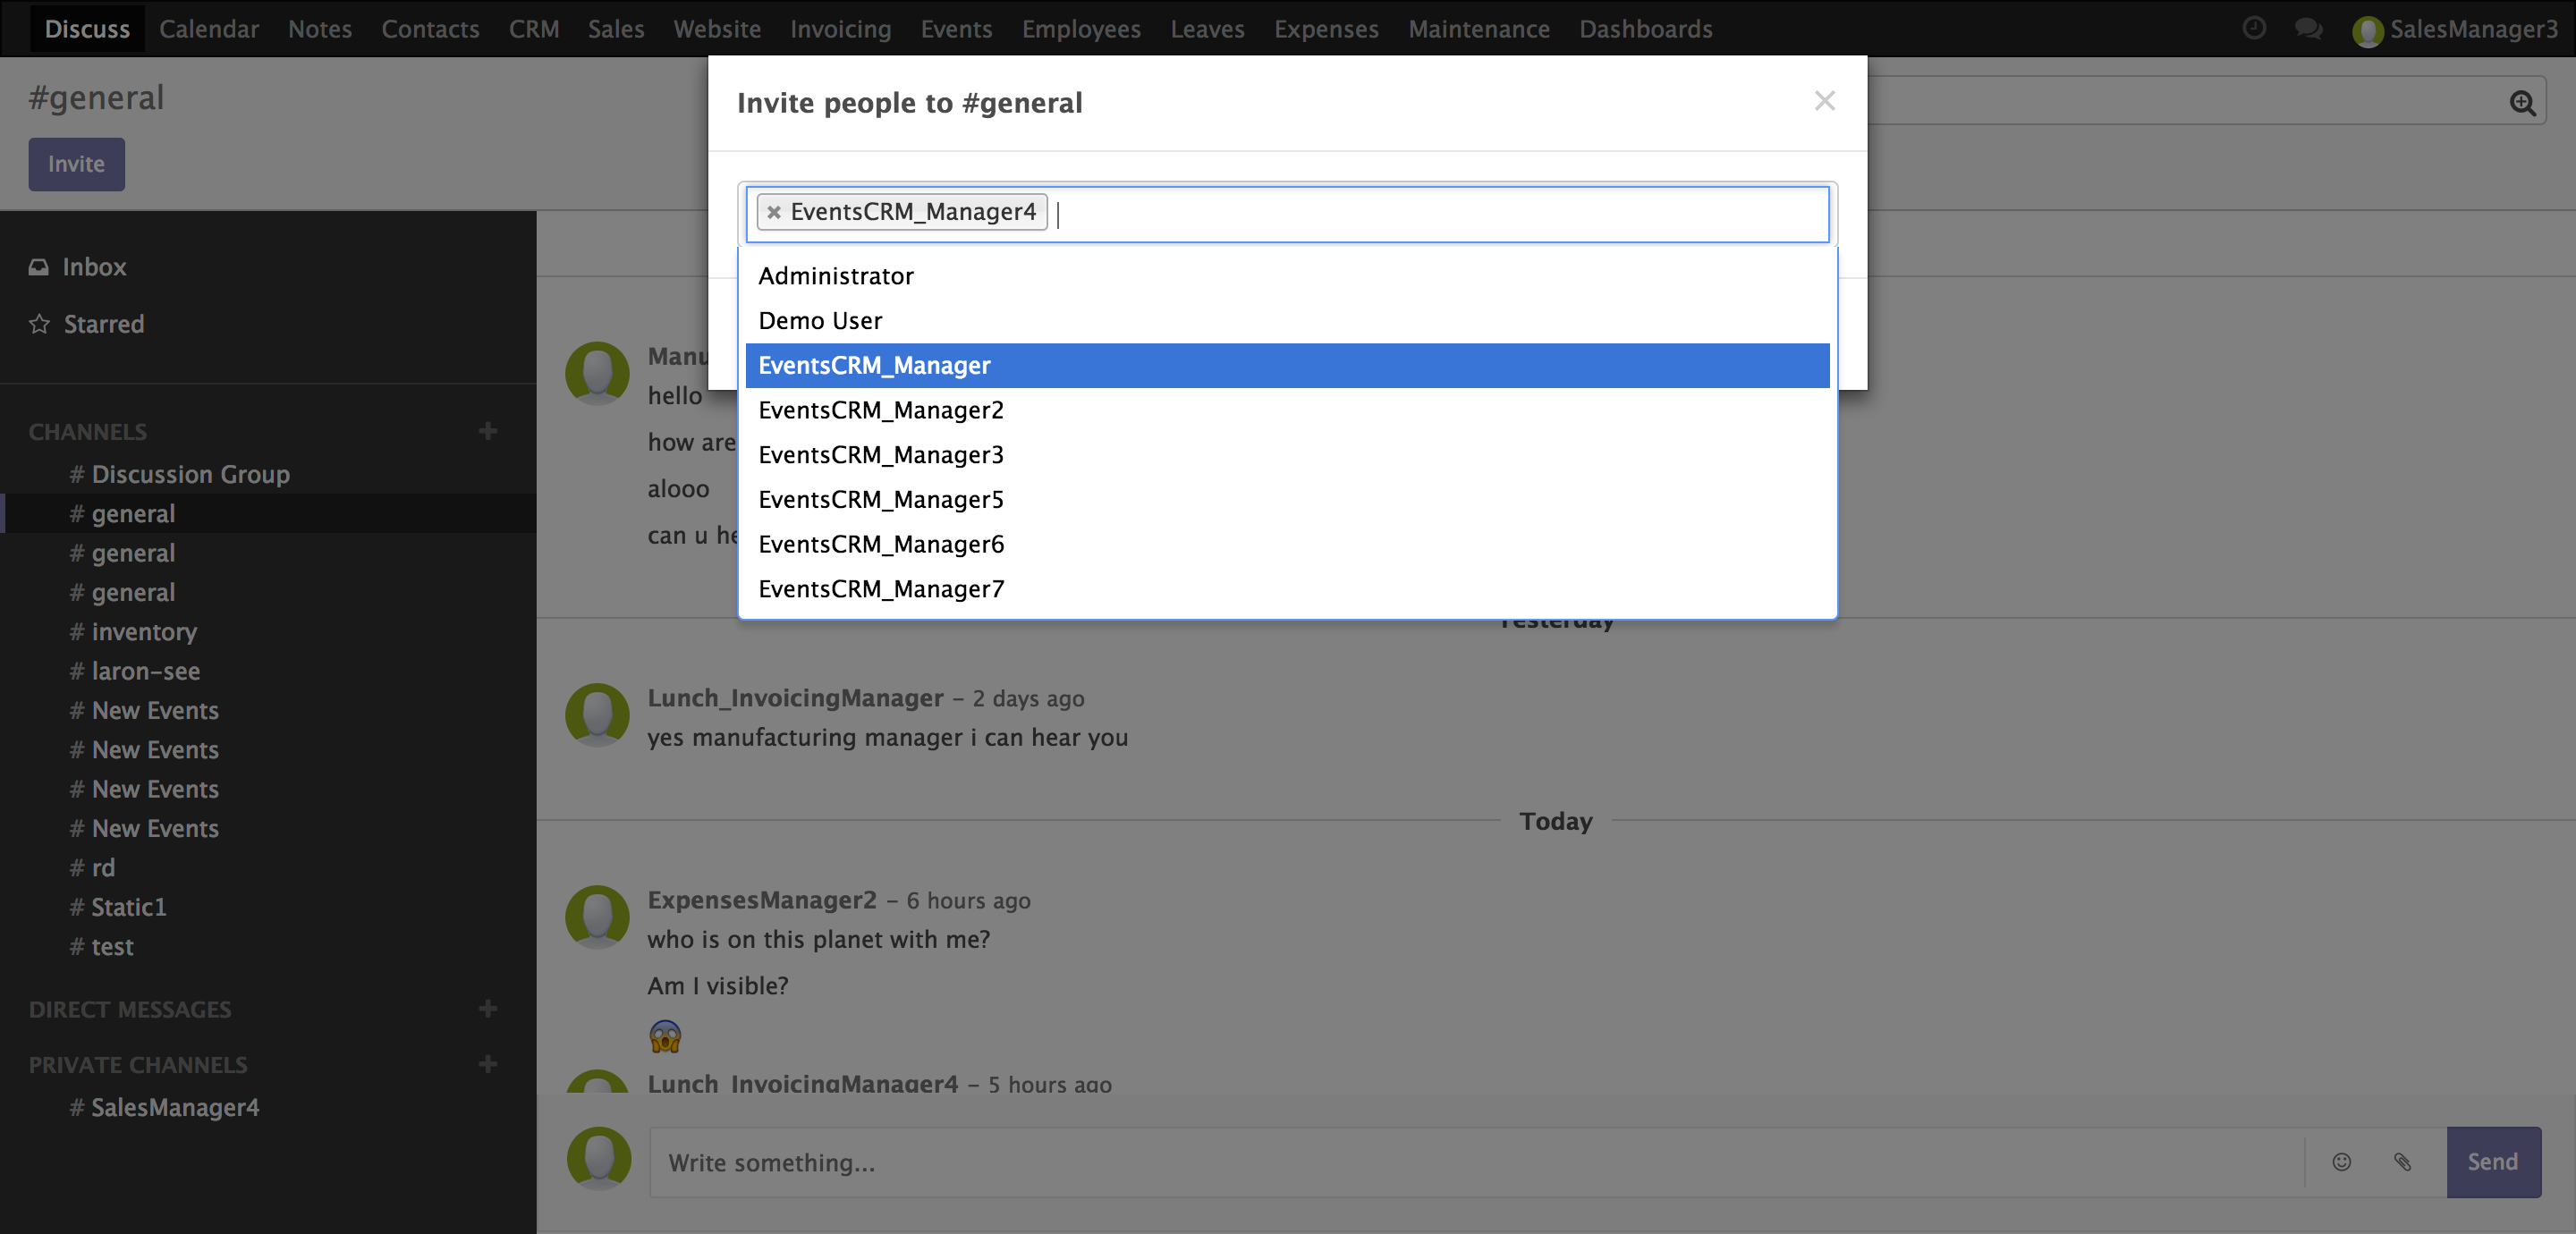 Discuss Calendar Notes Contacts CRM Sales Website Invoicing Events Employees Leaves Expenses Maintenance Dashboards SalesManager3
#general
Invite
Invite people to #general
EventsCRM_Manager4
Administrator
Demo User
EventsCRM_Manager
EventsCRM_Manager2
EventsCRM_Manager3
EventsCRM_Manager5
EventsCRM_Manager6
EventsCRM_Manager7
Inbox
Starred
CHANNELS
# Discussion Group
# general
# general
# general
# inventory
# laron-see
# New Events
# New Events
# New Events
# New Events
# rd
# Static1
# test
DIRECT MESSAGES
PRIVATE CHANNELS
# SalesManager4
hello
how are
alooo
can u
Yesterday
Lunch_InvoicingManager – 2 days ago
yes manufacturing manager i can hear you
Today
ExpensesManager2 – 6 hours ago
who is on this planet with me?
Am I visible?
Lunch_InvoicingManager4 – 5 hours ago
Write something...
Send